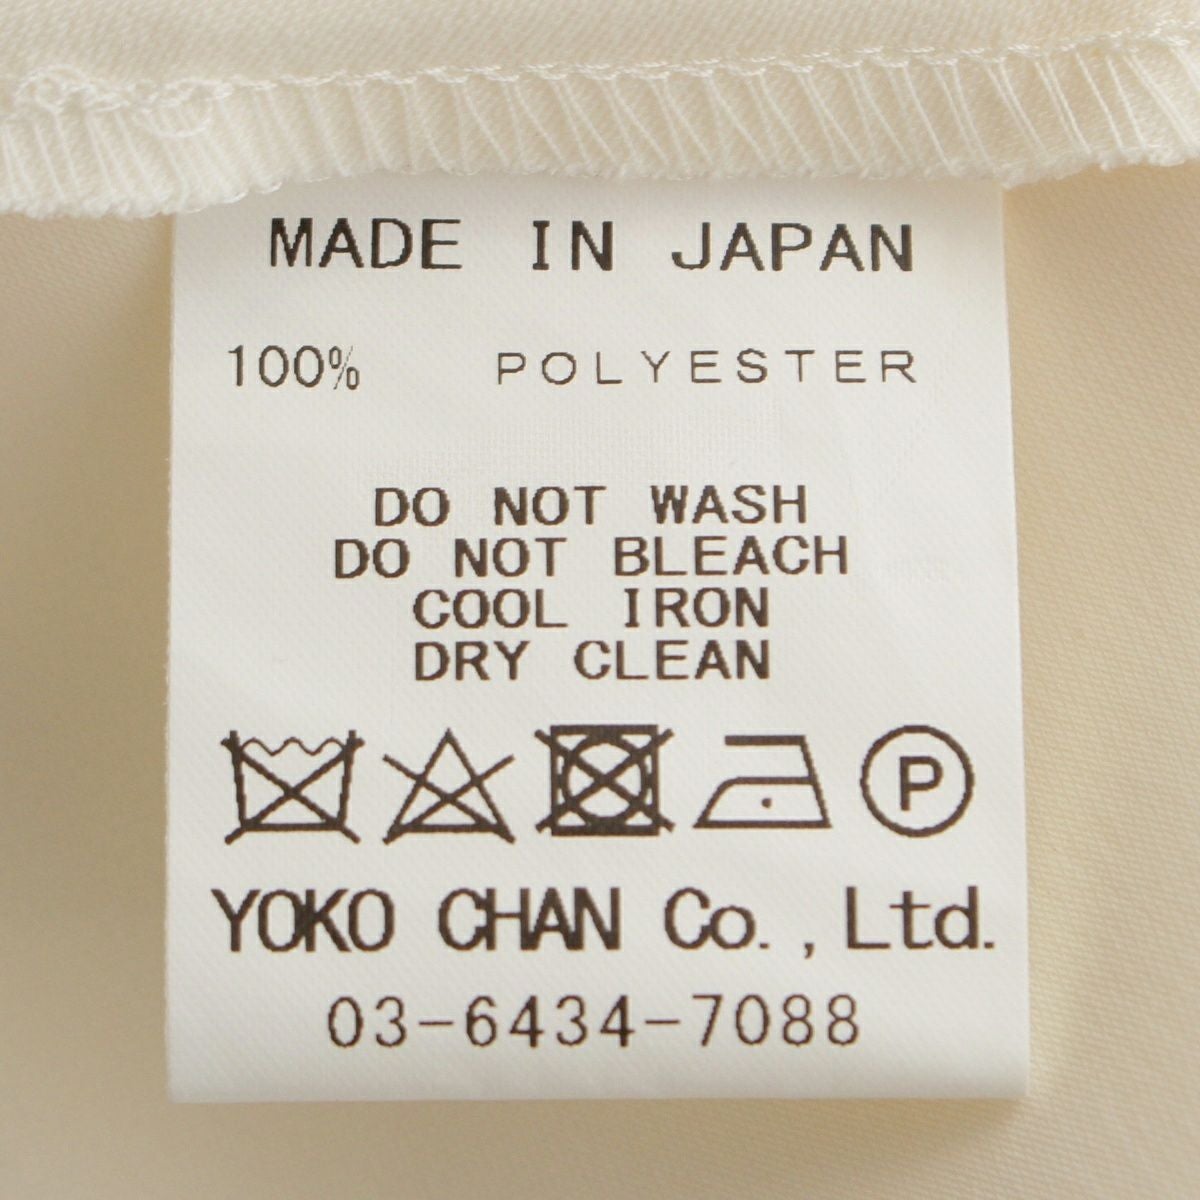 MADE IN JAPAN
100% POLYESTER
DO NOT WASH
DO NOT BLEACH
COOL IRON
DRY CLEAN
P
YOKO CHAN Co., Ltd.
03-6434-7088